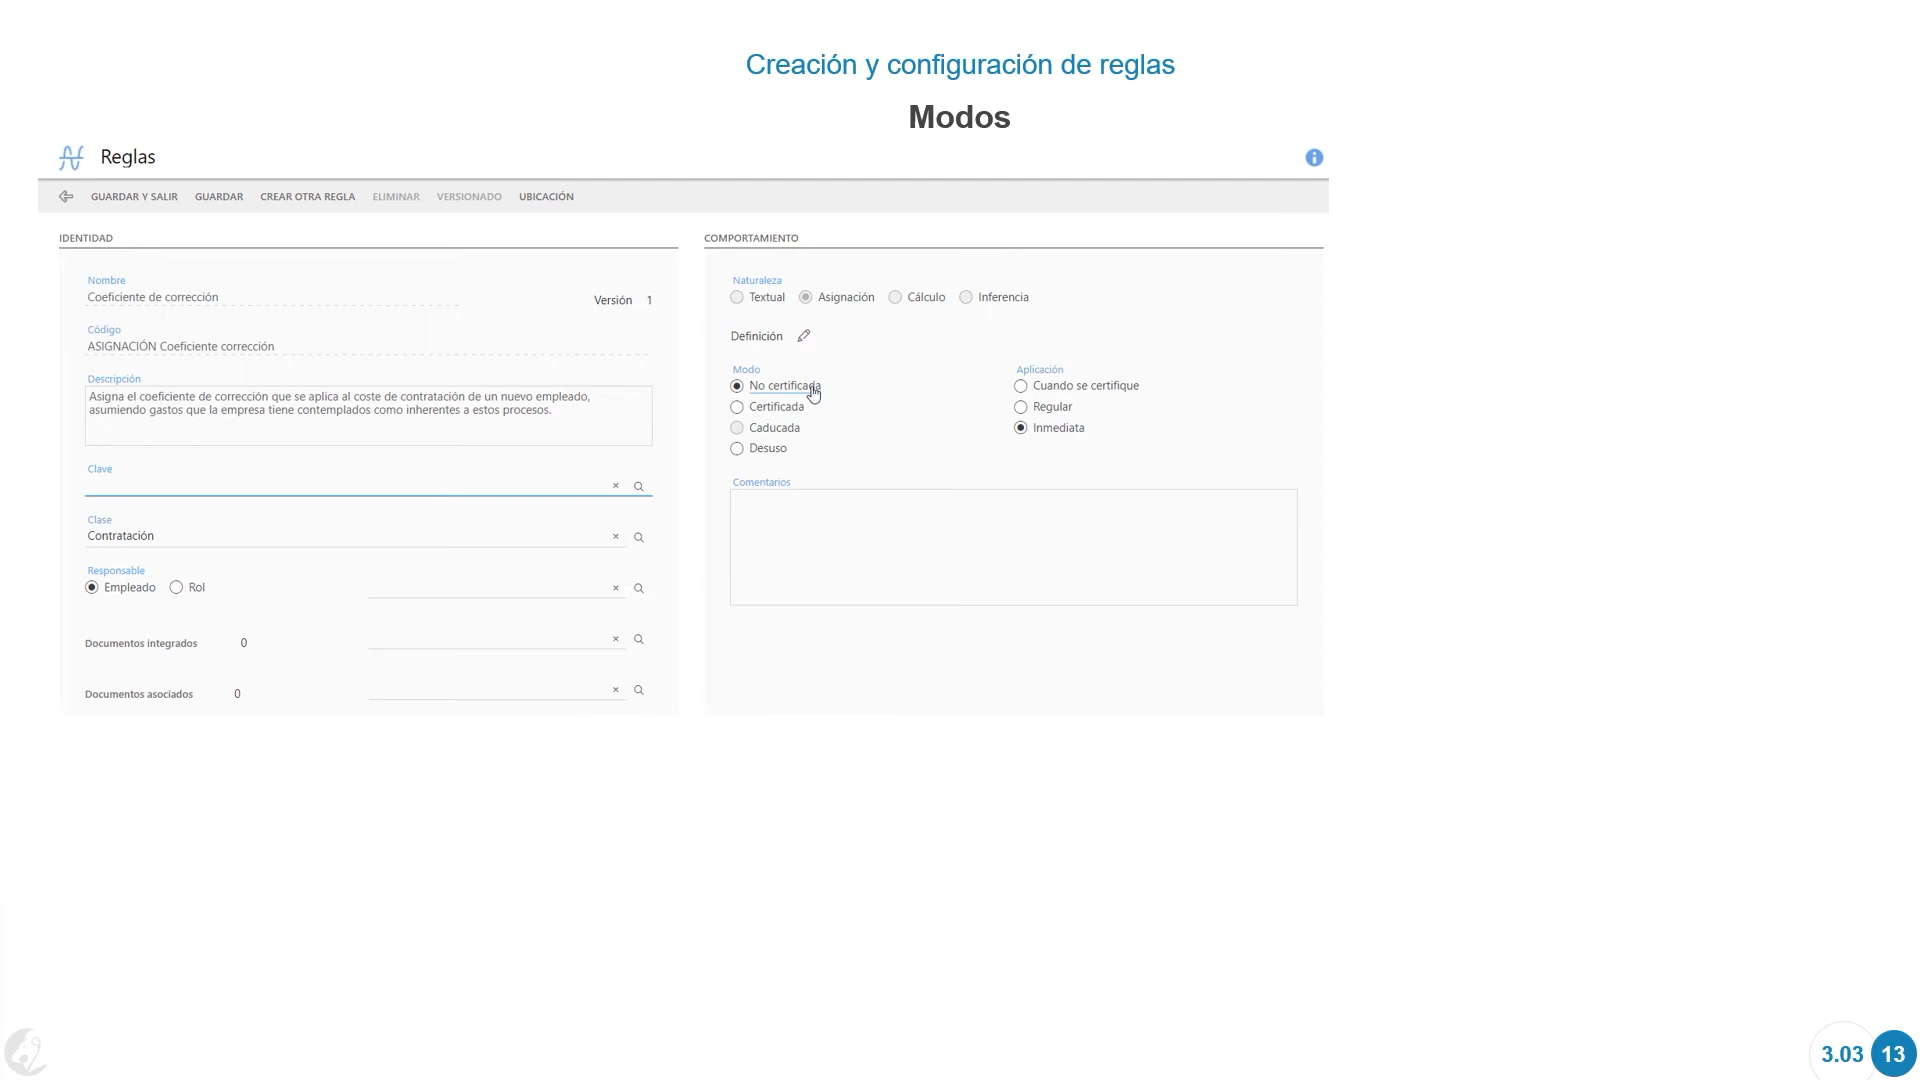 Creación y configuración de reglas
Modos
Reglas
GUARDAR Y SALIR GUARDAR CREAR OTRA REGLA ELIMINAR VERSIONADO UBICACIÓN
IDENTIDAD
Nombre
Coeficiente de corrección
Versión 1
Código
ASIGNACIÓN Coeficiente corrección
Descripción
Asigna el coeficiente de corrección que se aplica al coste de contratación de un nuevo empleado,
asumiendo gastos que la empresa tiene contemplados como inherentes a estos procesos.
Clave
Clase
Contratación
Responsable
Empleado Rol
Documentos integrados 0
Documentos asociados 0
COMPORTAMIENTO
Naturaleza
Textual Asignación Cálculo Inferencia
Definición
Modo
No certificada
Certificada
Caducada
Desuso
Aplicación
Cuando se certifique
Regular
Inmediata
Comentarios
3.03 13